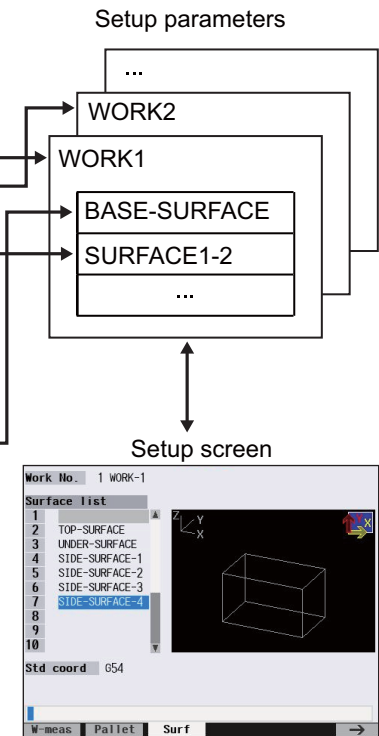 Setup parameters
...
WORK2
WORK1
BASE-SURFACE
SURFACE1-2
...
Setup screen
Work No. 1 WORK-1
Surface list
1
2 TOP-SURFACE
3 UNDER-SURFACE
4 SIDE-SURFACE-1
5 SIDE-SURFACE-2
6 SIDE-SURFACE-3
7 SIDE-SURFACE-4
8
9
10
Z Y X
Y X
Std coord G54
W-meas Pallet Surf →